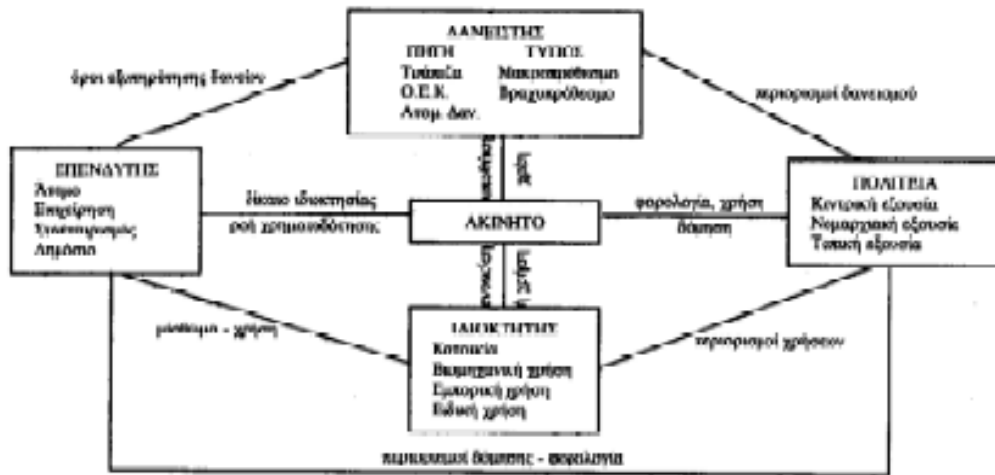 ΔΑΝΕΙΣΤΗΣ
ΠΗΓΗ ΤΥΠΟΣ
Τράπεζα Μακροπρόθεσμο
Ο.Ε.Κ. Βραχυπρόθεσμο
Ατομ. Δαν.
όροι εξυπηρέτησης δανείου
περιορισμοί δανεισμού
ΕΠΕΝΔΥΤΗΣ
Άτομο
Επιχείρηση
Συνεταιρισμός
Δημόσιο
δίκαιο ιδιοκτησίας
ροή χρηματοδότησης
ΑΚΙΝΗΤΟ
φορολογία, χρήση
δόμηση
ΠΟΛΙΤΕΙΑ
Κεντρική εξουσία
Νομαρχιακή εξουσία
Τοπική εξουσία
μίσθωμα - χρήση
ΙΔΙΟΚΤΗΤΗΣ
Κατοικία
Βιομηχανική χρήση
Εμπορική χρήση
Ειδική χρήση
περιορισμοί χρήσεων
περιορισμοί δόμησης - φορολογία